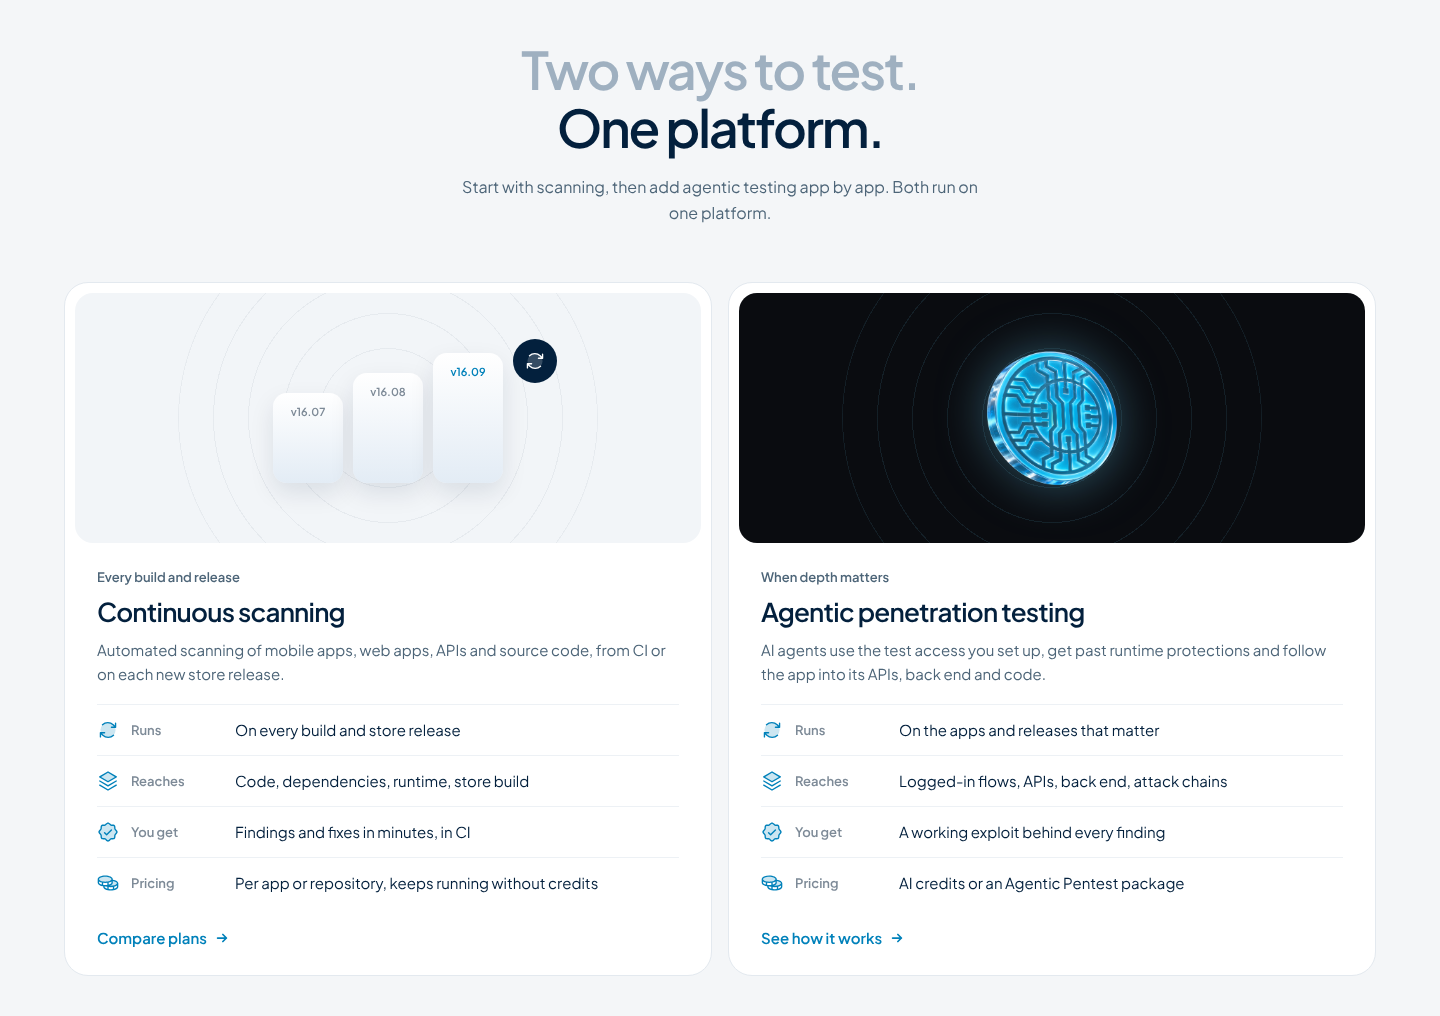 Two ways to test.
One platform.
Start with scanning, then add agentic testing app by app. Both run on
one platform.
v16.07
v16.08
v16.09
Every build and release
Continuous scanning
Automated scanning of mobile apps, web apps, APIs and source code, from CI or
on each new store release.
Runs On every build and store release
Reaches Code, dependencies, runtime, store build
You get Findings and fixes in minutes, in CI
Pricing Per app or repository, keeps running without credits
Compare plans →
When depth matters
Agentic penetration testing
AI agents use the test access you set up, get past runtime protections and follow
the app into its APIs, back end and code.
Runs On the apps and releases that matter
Reaches Logged-in flows, APIs, back end, attack chains
You get A working exploit behind every finding
Pricing AI credits or an Agentic Pentest package
See how it works →